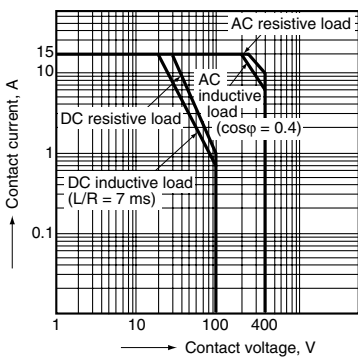 AC resistive load
15
10
AC
inductive
load
(cosφ = 0.4)
DC resistive load
1
DC inductive load
(L/R = 7 ms)
0.1
1 10 100 400
Contact voltage, V
Contact current, A